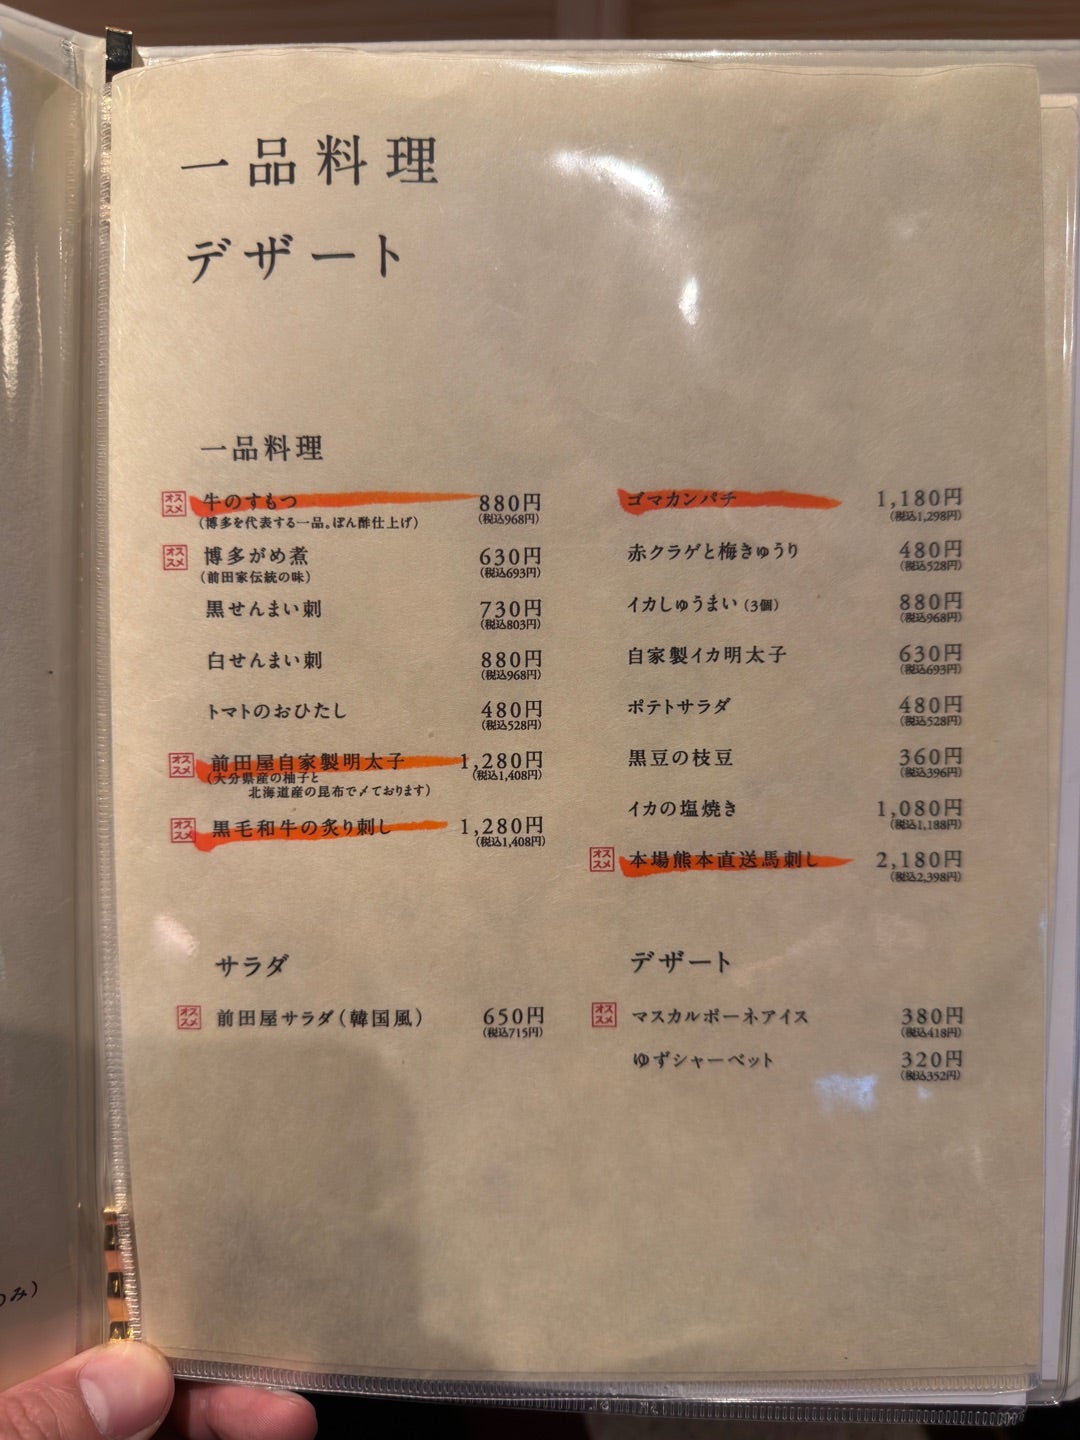 一品料理
デザート
一品料理
オススメ 牛のすもつ 880円
(博多を代表する一品。ぽん酢仕上げ) (税込968円)
オススメ 博多がめ煮 630円
(前田家伝統の味) (税込693円)
黒せんまい刺 730円
(税込803円)
白せんまい刺 880円
(税込968円)
トマトのおひたし 480円
(税込528円)
オススメ 前田屋自家製明太子 1,280円
(大分県産の柚子と (税込1,408円)
北海道産の昆布で〆ております)
オススメ 黒毛和牛の炙り刺し 1,280円
(税込1,408円)
ゴマカンパチ 1,180円
(税込1,298円)
赤クラゲと梅きゅうり 480円
(税込528円)
イカしゅうまい(3個) 880円
(税込968円)
自家製イカ明太子 630円
(税込693円)
ポテトサラダ 480円
(税込528円)
黒豆の枝豆 360円
(税込396円)
イカの塩焼き 1,080円
(税込1,188円)
オススメ 本場熊本直送馬刺し 2,180円
(税込2,398円)
サラダ
オススメ 前田屋サラダ(韓国風) 650円
(税込715円)
デザート
オススメ マスカルポーネアイス 380円
(税込418円)
ゆずシャーベット 320円
(税込352円)
み)